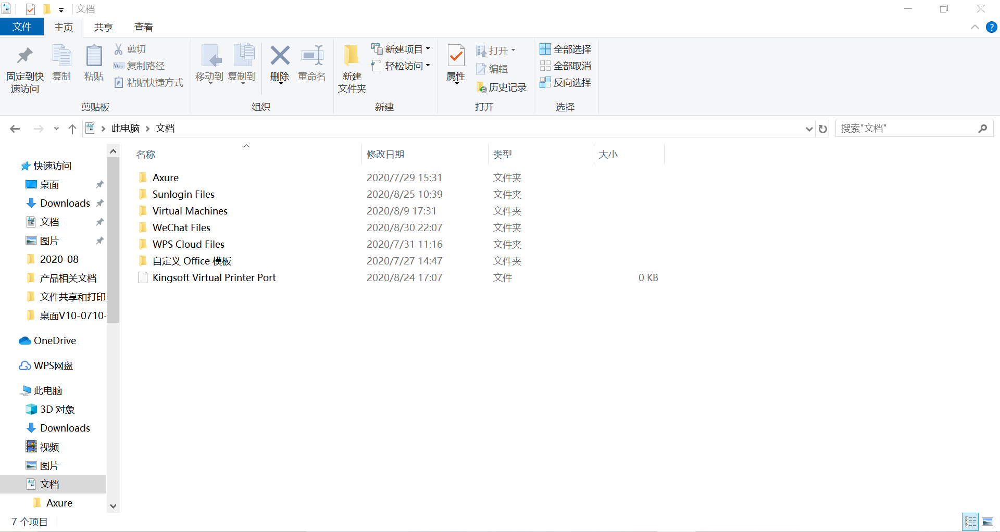 文档
文件
主页
共享
查看
固定到快
速访问
复制
粘贴
剪切
复制路径
粘贴快捷方式
剪贴板
移动到
复制到
删除
重命名
组织
新建
文件夹
新建项目
轻松访问
新建
属性
打开
编辑
历史记录
打开
全部选择
全部取消
反向选择
选择
此电脑
文档
搜索"文档"
快速访问
桌面
Downloads
文档
图片
2020-08
产品相关文档
文件共享和打印
桌面V10-0710-
OneDrive
WPS网盘
此电脑
3D 对象
Downloads
视频
图片
文档
Axure
名称 修改日期 类型 大小
Axure 2020/7/29 15:31 文件夹
Sunlogin Files 2020/8/25 10:39 文件夹
Virtual Machines 2020/8/9 17:31 文件夹
WeChat Files 2020/8/30 22:07 文件夹
WPS Cloud Files 2020/7/31 11:16 文件夹
自定义 Office 模板 2020/7/27 14:47 文件夹
Kingsoft Virtual Printer Port 2020/8/24 17:07 文件 0 KB
7 个项目